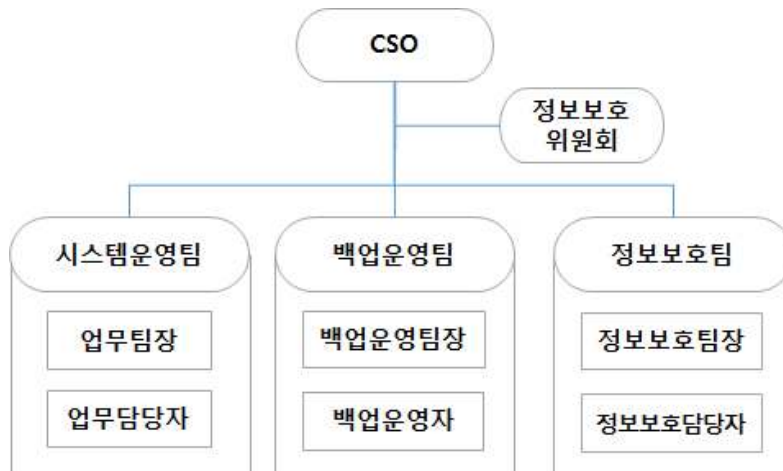 CSO
정보보호
위원회
시스템운영팀
백업운영팀
정보보호팀
업무팀장
백업운영팀장
정보보호팀장
업무담당자
백업운영자
정보보호담당자